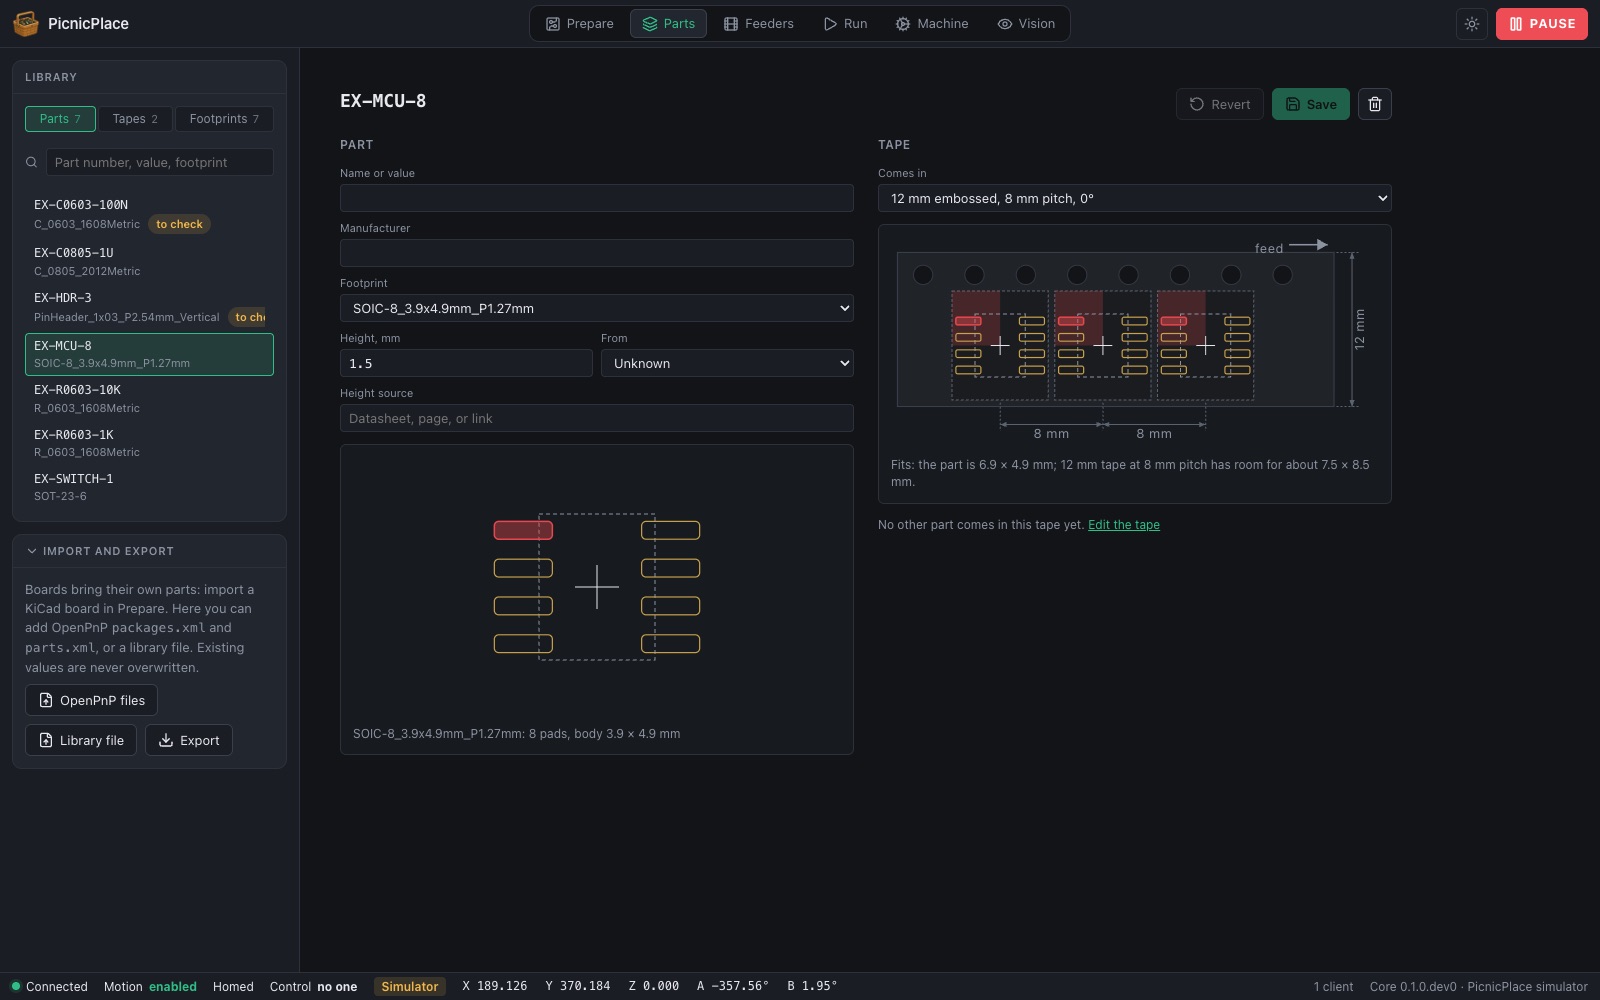 PicnicPlace
Prepare
Parts
Feeders
Run
Machine
Vision
PAUSE
LIBRARY
Parts 7
Tapes 2
Footprints 7
Part number, value, footprint
EX-C0603-100N
C_0603_1608Metric to check
EX-C0805-1U
C_0805_2012Metric
EX-HDR-3
PinHeader_1x03_P2.54mm_Vertical
EX-MCU-8
SOIC-8_3.9x4.9mm_P1.27mm
EX-R0603-10K
R_0603_1608Metric
EX-R0603-1K
R_0603_1608Metric
EX-SWITCH-1
SOT-23-6
IMPORT AND EXPORT
Boards bring their own parts: import a
KiCad board in Prepare. Here you can
add OpenPnP packages.xml and
parts.xml, or a library file. Existing
values are never overwritten.
OpenPnP files
Library file
Export
EX-MCU-8
Revert
Save
PART
Name or value
Manufacturer
Footprint
SOIC-8_3.9x4.9mm_P1.27mm
Height, mm
From
1.5
Unknown
Height source
Datasheet, page, or link
SOIC-8_3.9x4.9mm_P1.27mm: 8 pads, body 3.9 × 4.9 mm
TAPE
Comes in
12 mm embossed, 8 mm pitch, 0°
feed
12 mm
8 mm
8 mm
Fits: the part is 6.9 × 4.9 mm; 12 mm tape at 8 mm pitch has room for about 7.5 × 8.5
mm.
No other part comes in this tape yet. Edit the tape
Connected
Motion enabled
Homed
Control no one
Simulator
X 189.126 Y 370.184 Z 0.000 A -357.56° B 1.95°
1 client
Core 0.1.0.dev0 · PicnicPlace simulator